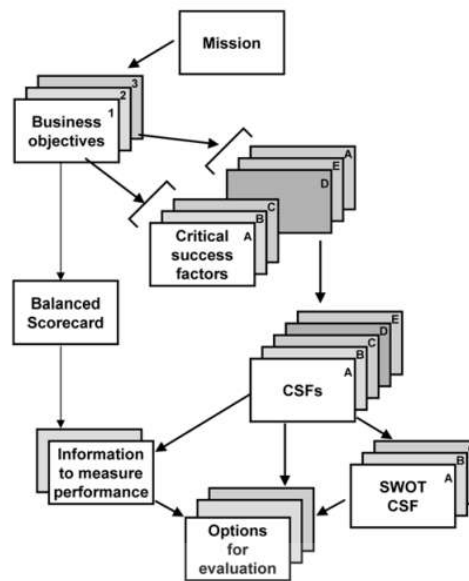 Mission
3
2
1
Business
objectives
A
E
D
C
B
A
Critical
success
factors
Balanced
Scorecard
E
D
C
B
A
CSFs
Information
to measure
performance
B
A
SWOT
CSF
Options
for
evaluation